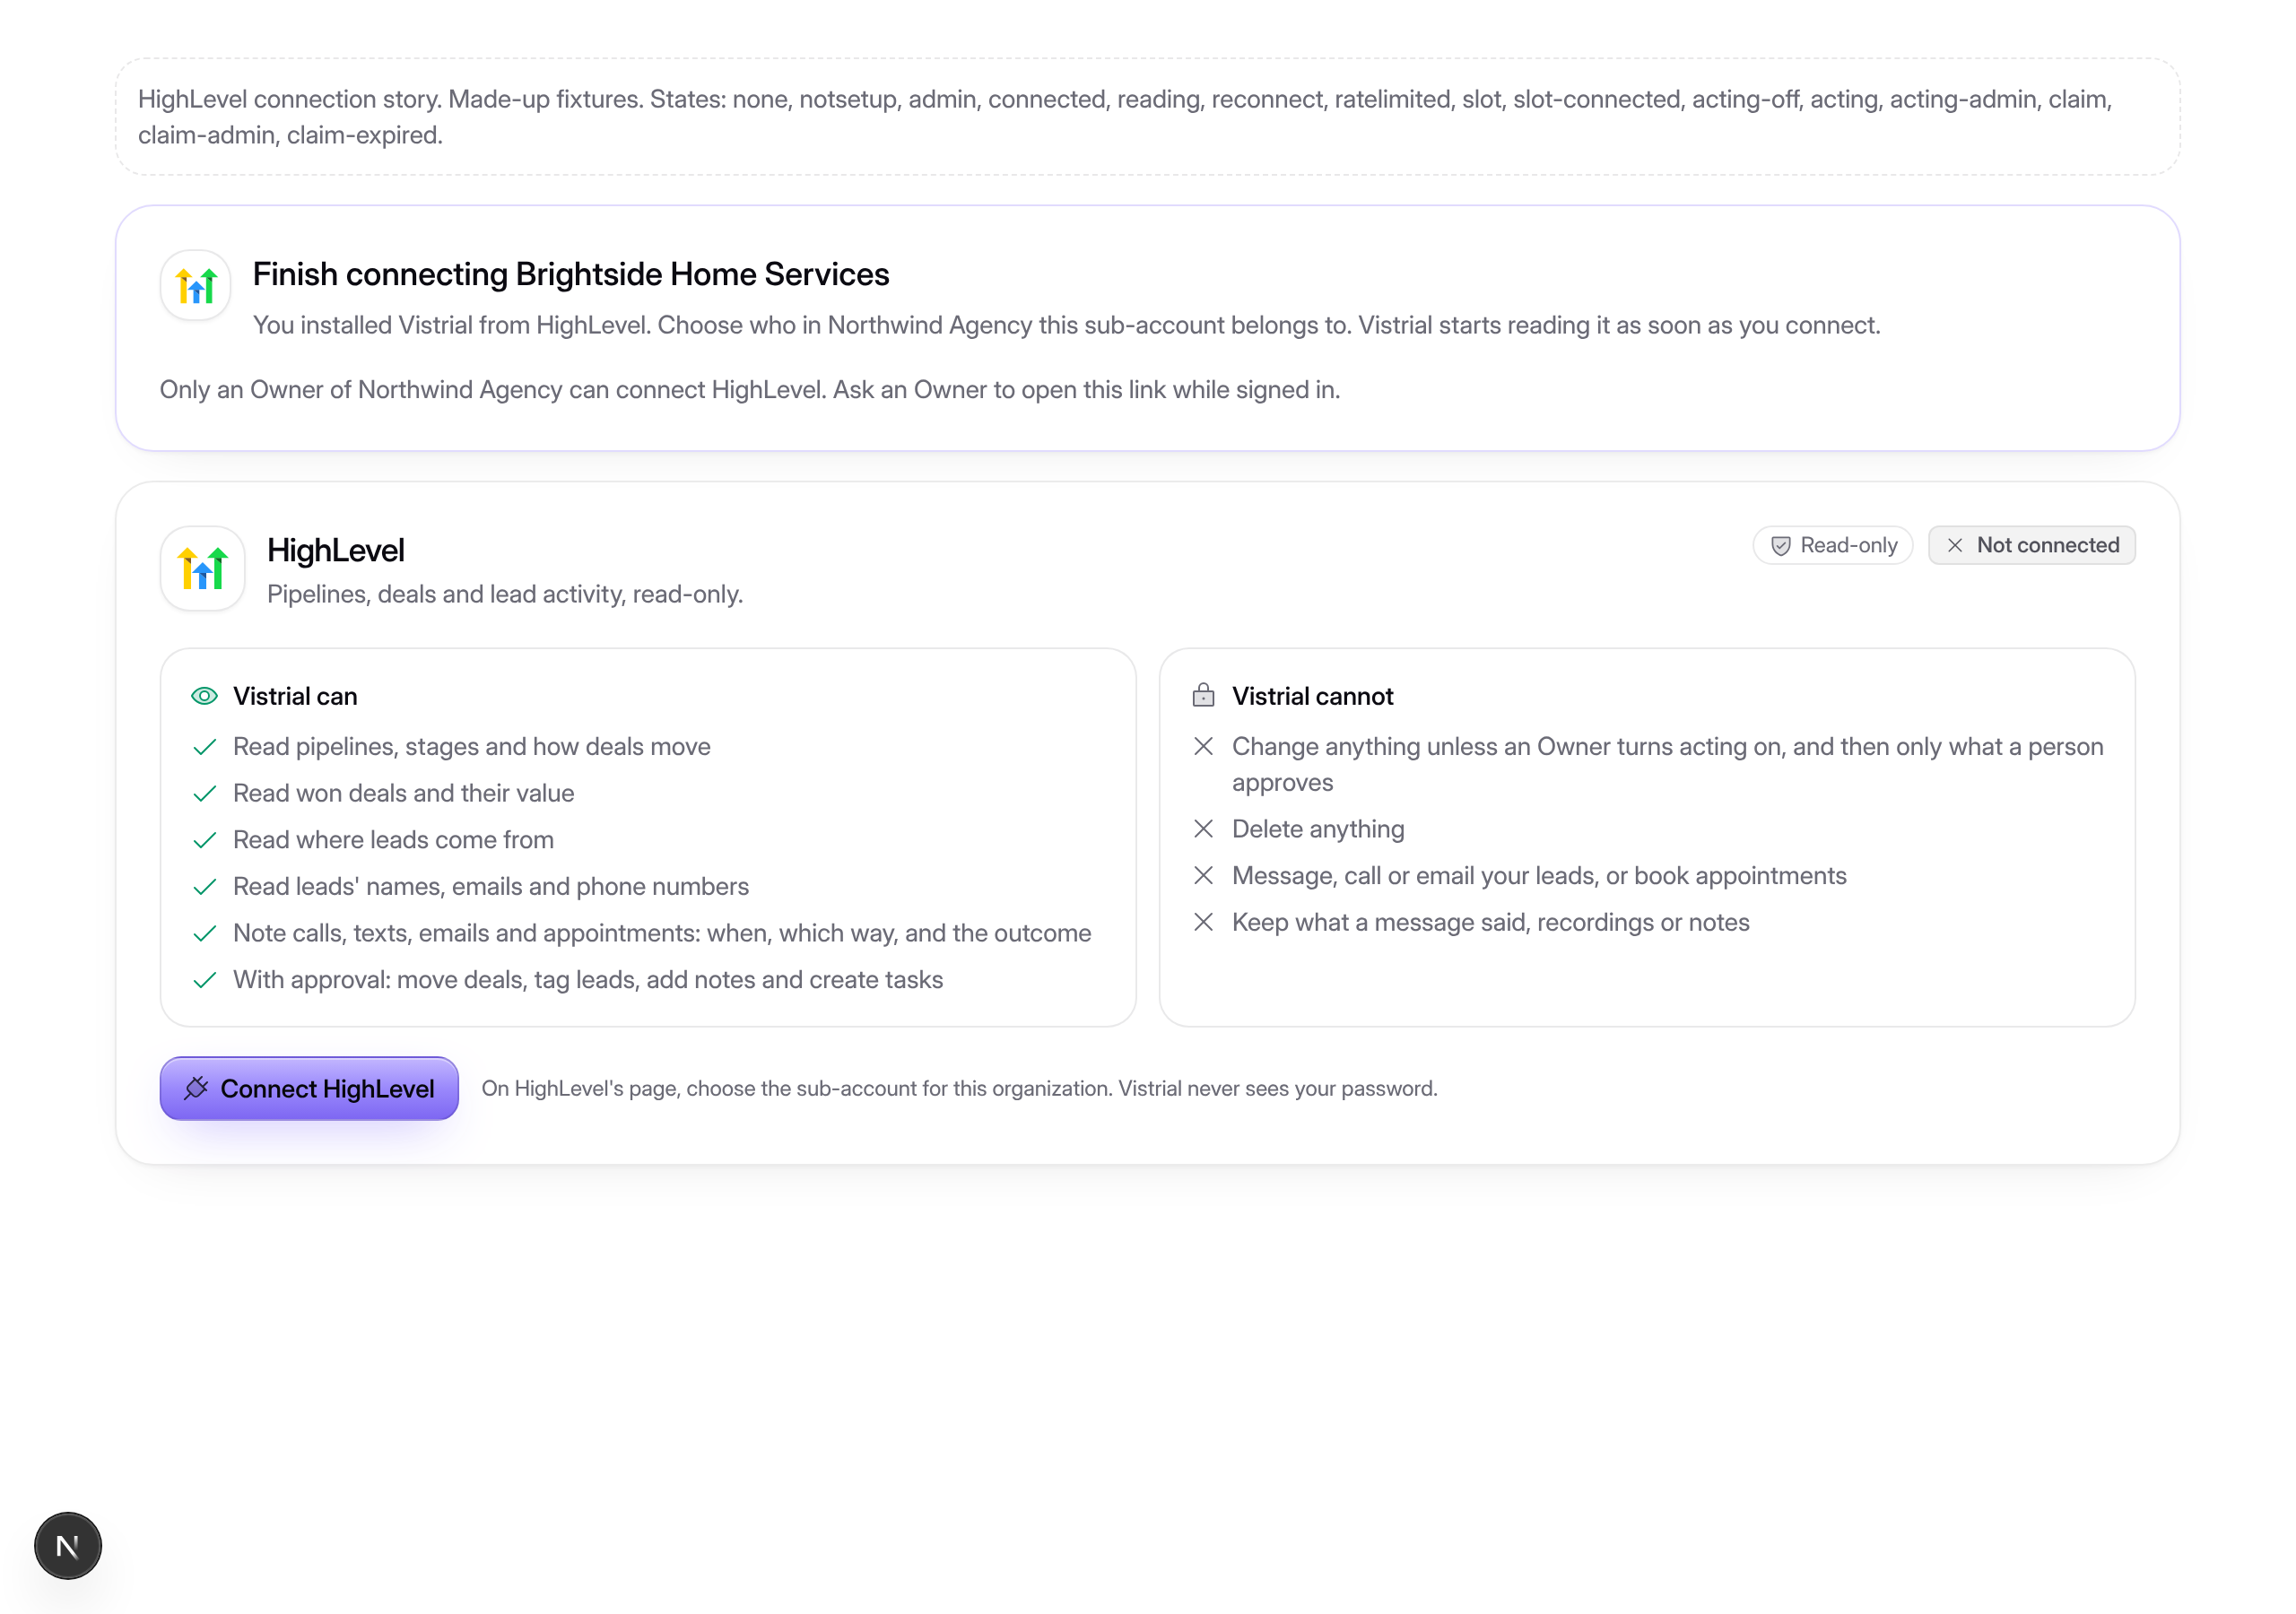 HighLevel connection story. Made-up fixtures. States: none, notsetup, admin, connected, reading, reconnect, ratelimited, slot, slot-connected, acting-off, acting, acting-admin, claim,
claim-admin, claim-expired.
Finish connecting Brightside Home Services
You installed Vistrial from HighLevel. Choose who in Northwind Agency this sub-account belongs to. Vistrial starts reading it as soon as you connect.
Only an Owner of Northwind Agency can connect HighLevel. Ask an Owner to open this link while signed in.
HighLevel
Read-only
Not connected
Pipelines, deals and lead activity, read-only.
Vistrial can
Read pipelines, stages and how deals move
Read won deals and their value
Read where leads come from
Read leads' names, emails and phone numbers
Note calls, texts, emails and appointments: when, which way, and the outcome
With approval: move deals, tag leads, add notes and create tasks
Vistrial cannot
Change anything unless an Owner turns acting on, and then only what a person
approves
Delete anything
Message, call or email your leads, or book appointments
Keep what a message said, recordings or notes
Connect HighLevel
On HighLevel's page, choose the sub-account for this organization. Vistrial never sees your password.
N